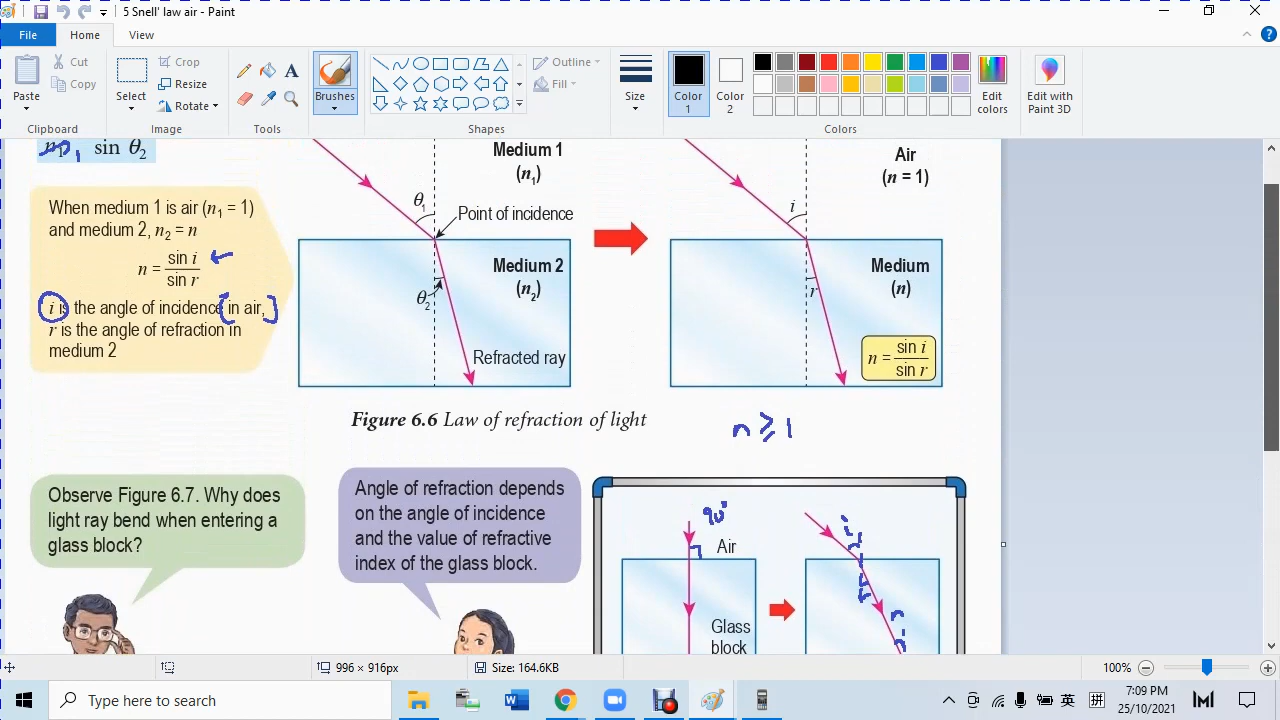 5 Snell' law air - Paint
File
Home
View
Paste
Cut
Copy
Clipboard
Select
Crop
Resize
Rotate
Image
A
Tools
Brushes
Shapes
Outline
Fill
Size
Color 1
Color 2
Edit colors
Colors
Edit with Paint 3D
n₁ sin θ₂
1
When medium 1 is air (n₁ = 1)
and medium 2, n₂ = n
n = sin i / sin r
i is the angle of incidence (in air,)
r is the angle of refraction in
medium 2
Medium 1
(n₁)
θ₁
Point of incidence
Medium 2
(n₂)
θ₂
Refracted ray
Air
(n = 1)
i
Medium
(n)
r
n = sin i / sin r
Figure 6.6 Law of refraction of light
n ⩾ 1
Observe Figure 6.7. Why does
light ray bend when entering a
glass block?
Angle of refraction depends
on the angle of incidence
and the value of refractive
index of the glass block.
90°
Air
Glass
block
i
r
996 × 916px
Size: 164.6KB
100%
Type here to search
英
拼
7:09 PM
25/10/2021